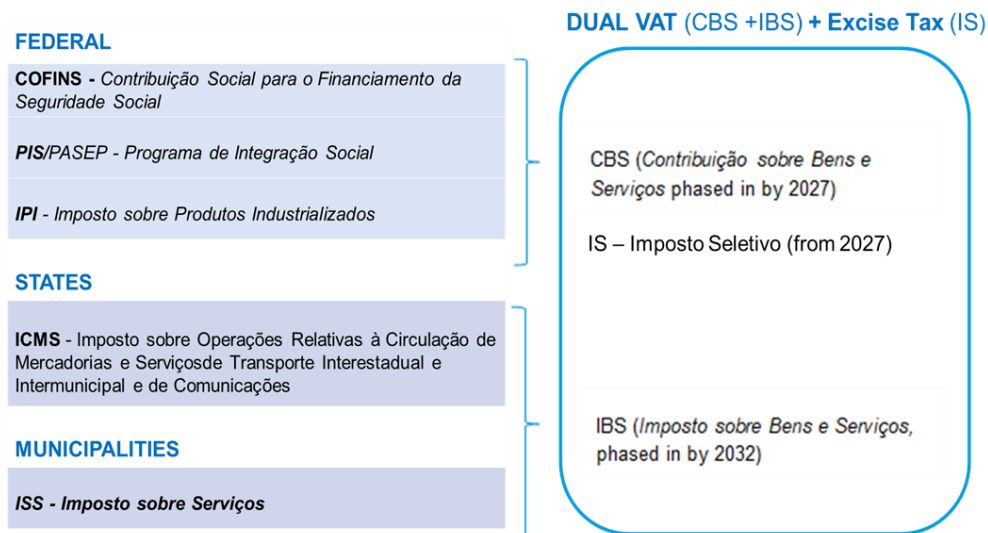 DUAL VAT (CBS +IBS) + Excise Tax (IS)
FEDERAL
COFINS - Contribuição Social para o Financiamento da
Seguridade Social
PIS/PASEP - Programa de Integração Social
IPI - Imposto sobre Produtos Industrializados
STATES
ICMS - Imposto sobre Operações Relativas à Circulação de
Mercadorias e Serviçosde Transporte Interestadual e
Intermunicipal e de Comunicações
MUNICIPALITIES
ISS - Imposto sobre Serviços
CBS (Contribuição sobre Bens e
Serviços phased in by 2027)
IS – Imposto Seletivo (from 2027)
IBS (Imposto sobre Bens e Serviços,
phased in by 2032)